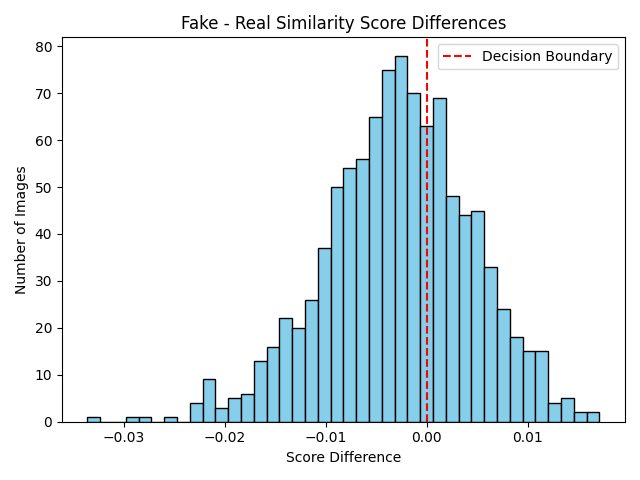 Fake - Real Similarity Score Differences
Decision Boundary
Number of Images
80
70
60
50
40
30
20
10
0
−0.03 −0.02 −0.01 0.00 0.01
Score Difference